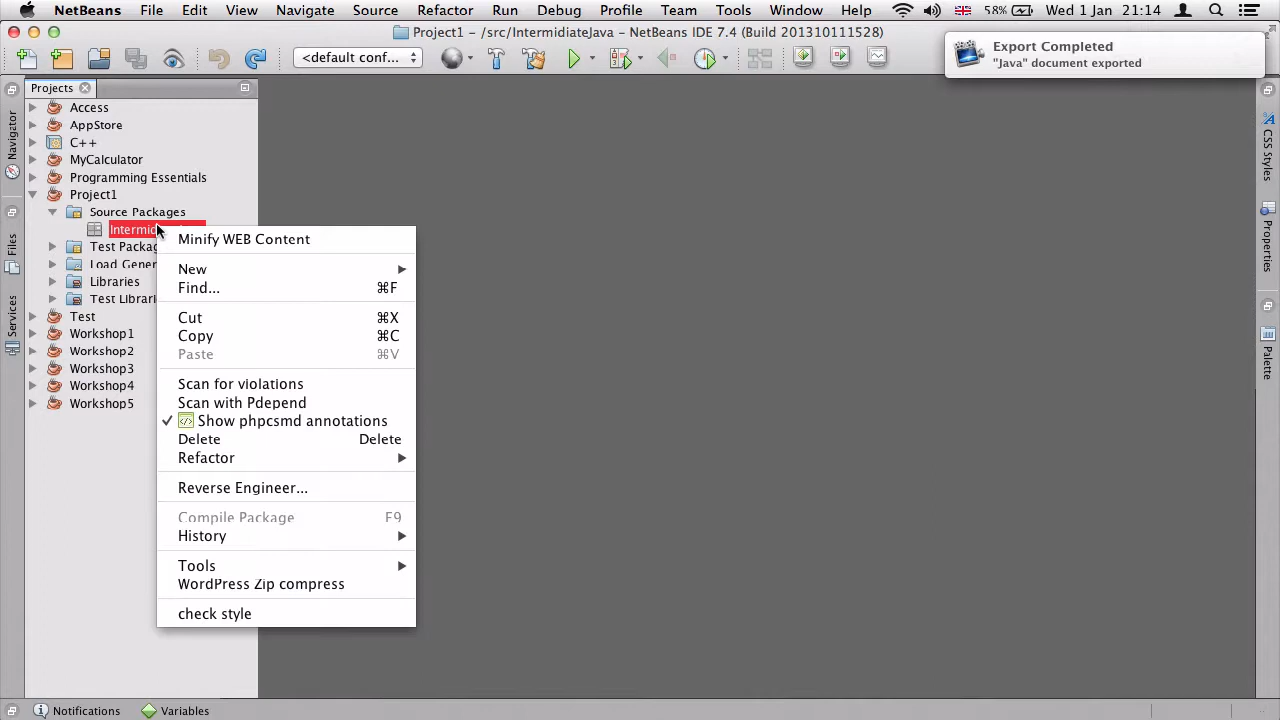 NetBeans File Edit View Navigate Source Refactor Run Debug Profile Team Tools Window Help 58% Wed 1 Jan 21:14
Project1 - /src/IntermidiateJava - NetBeans IDE 7.4 (Build 201310111528)
<default conf...
Export Completed
"Java" document exported
Projects
Navigator
Files
Services
Access
AppStore
C++
MyCalculator
Programming Essentials
Project1
Source Packages
Intermid
Test Packag
Load Gener
Libraries
Test Librari
Test
Workshop1
Workshop2
Workshop3
Workshop4
Workshop5
Minify WEB Content
New
Find... ⌘F
Cut ⌘X
Copy ⌘C
Paste ⌘V
Scan for violations
Scan with Pdepend
Show phpcsmd annotations
Delete Delete
Refactor
Reverse Engineer...
Compile Package F9
History
Tools
WordPress Zip compress
check style
CSS Styles
Properties
Palette
Notifications Variables